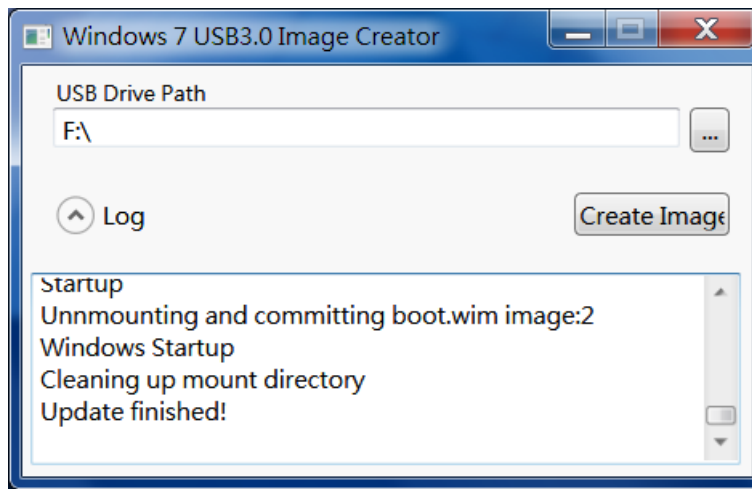 Windows 7 USB3.0 Image Creator
USB Drive Path
F:\
...
Log
Create Image
Startup
Unnmounting and committing boot.wim image:2
Windows Startup
Cleaning up mount directory
Update finished!